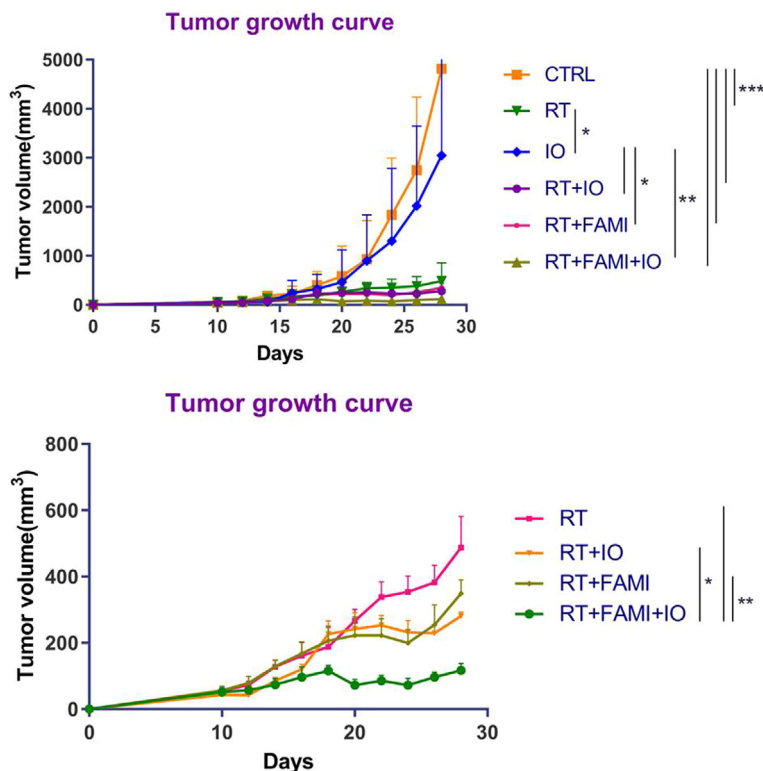 Tumor growth curve
Tumor volume(mm³)
5000
4000
3000
2000
1000
0
0 5 10 15 20 25 30
Days
CTRL
RT
IO
RT+IO
RT+FAMI
RT+FAMI+IO
*
*
**
***
Tumor growth curve
Tumor volume(mm³)
800
600
400
200
0
0 10 20 30
Days
RT
RT+IO
RT+FAMI
RT+FAMI+IO
*
**